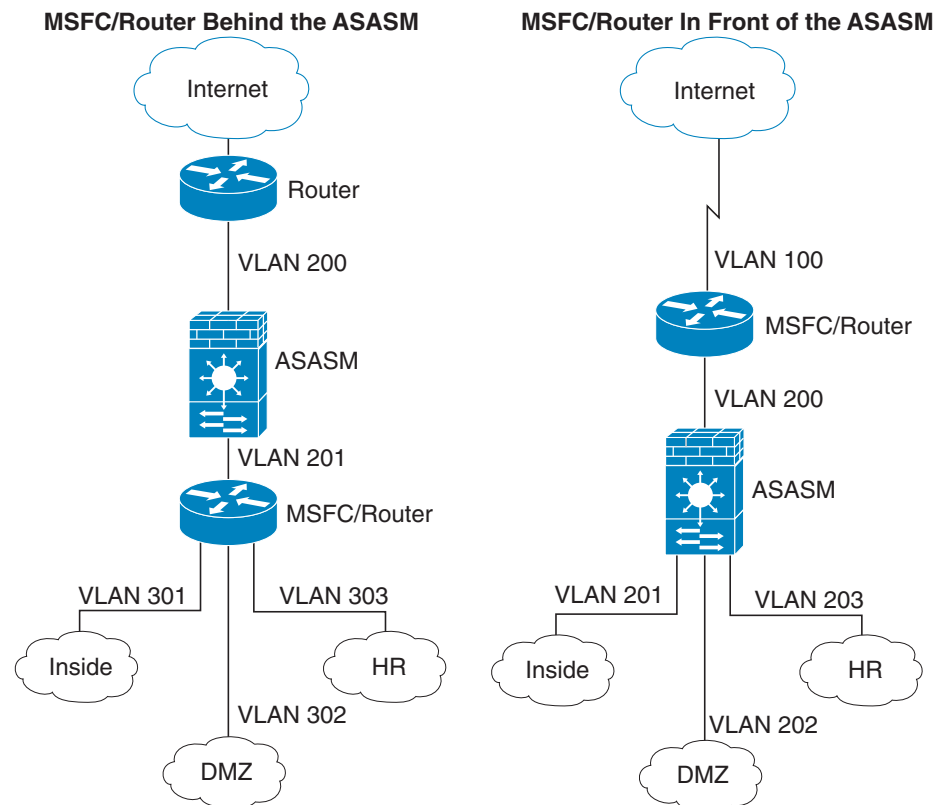 MSFC/Router Behind the ASASM
Internet
Router
VLAN 200
ASASM
VLAN 201
MSFC/Router
VLAN 301
VLAN 303
Inside
HR
VLAN 302
DMZ
MSFC/Router In Front of the ASASM
Internet
VLAN 100
MSFC/Router
VLAN 200
ASASM
VLAN 201
VLAN 203
Inside
HR
VLAN 202
DMZ